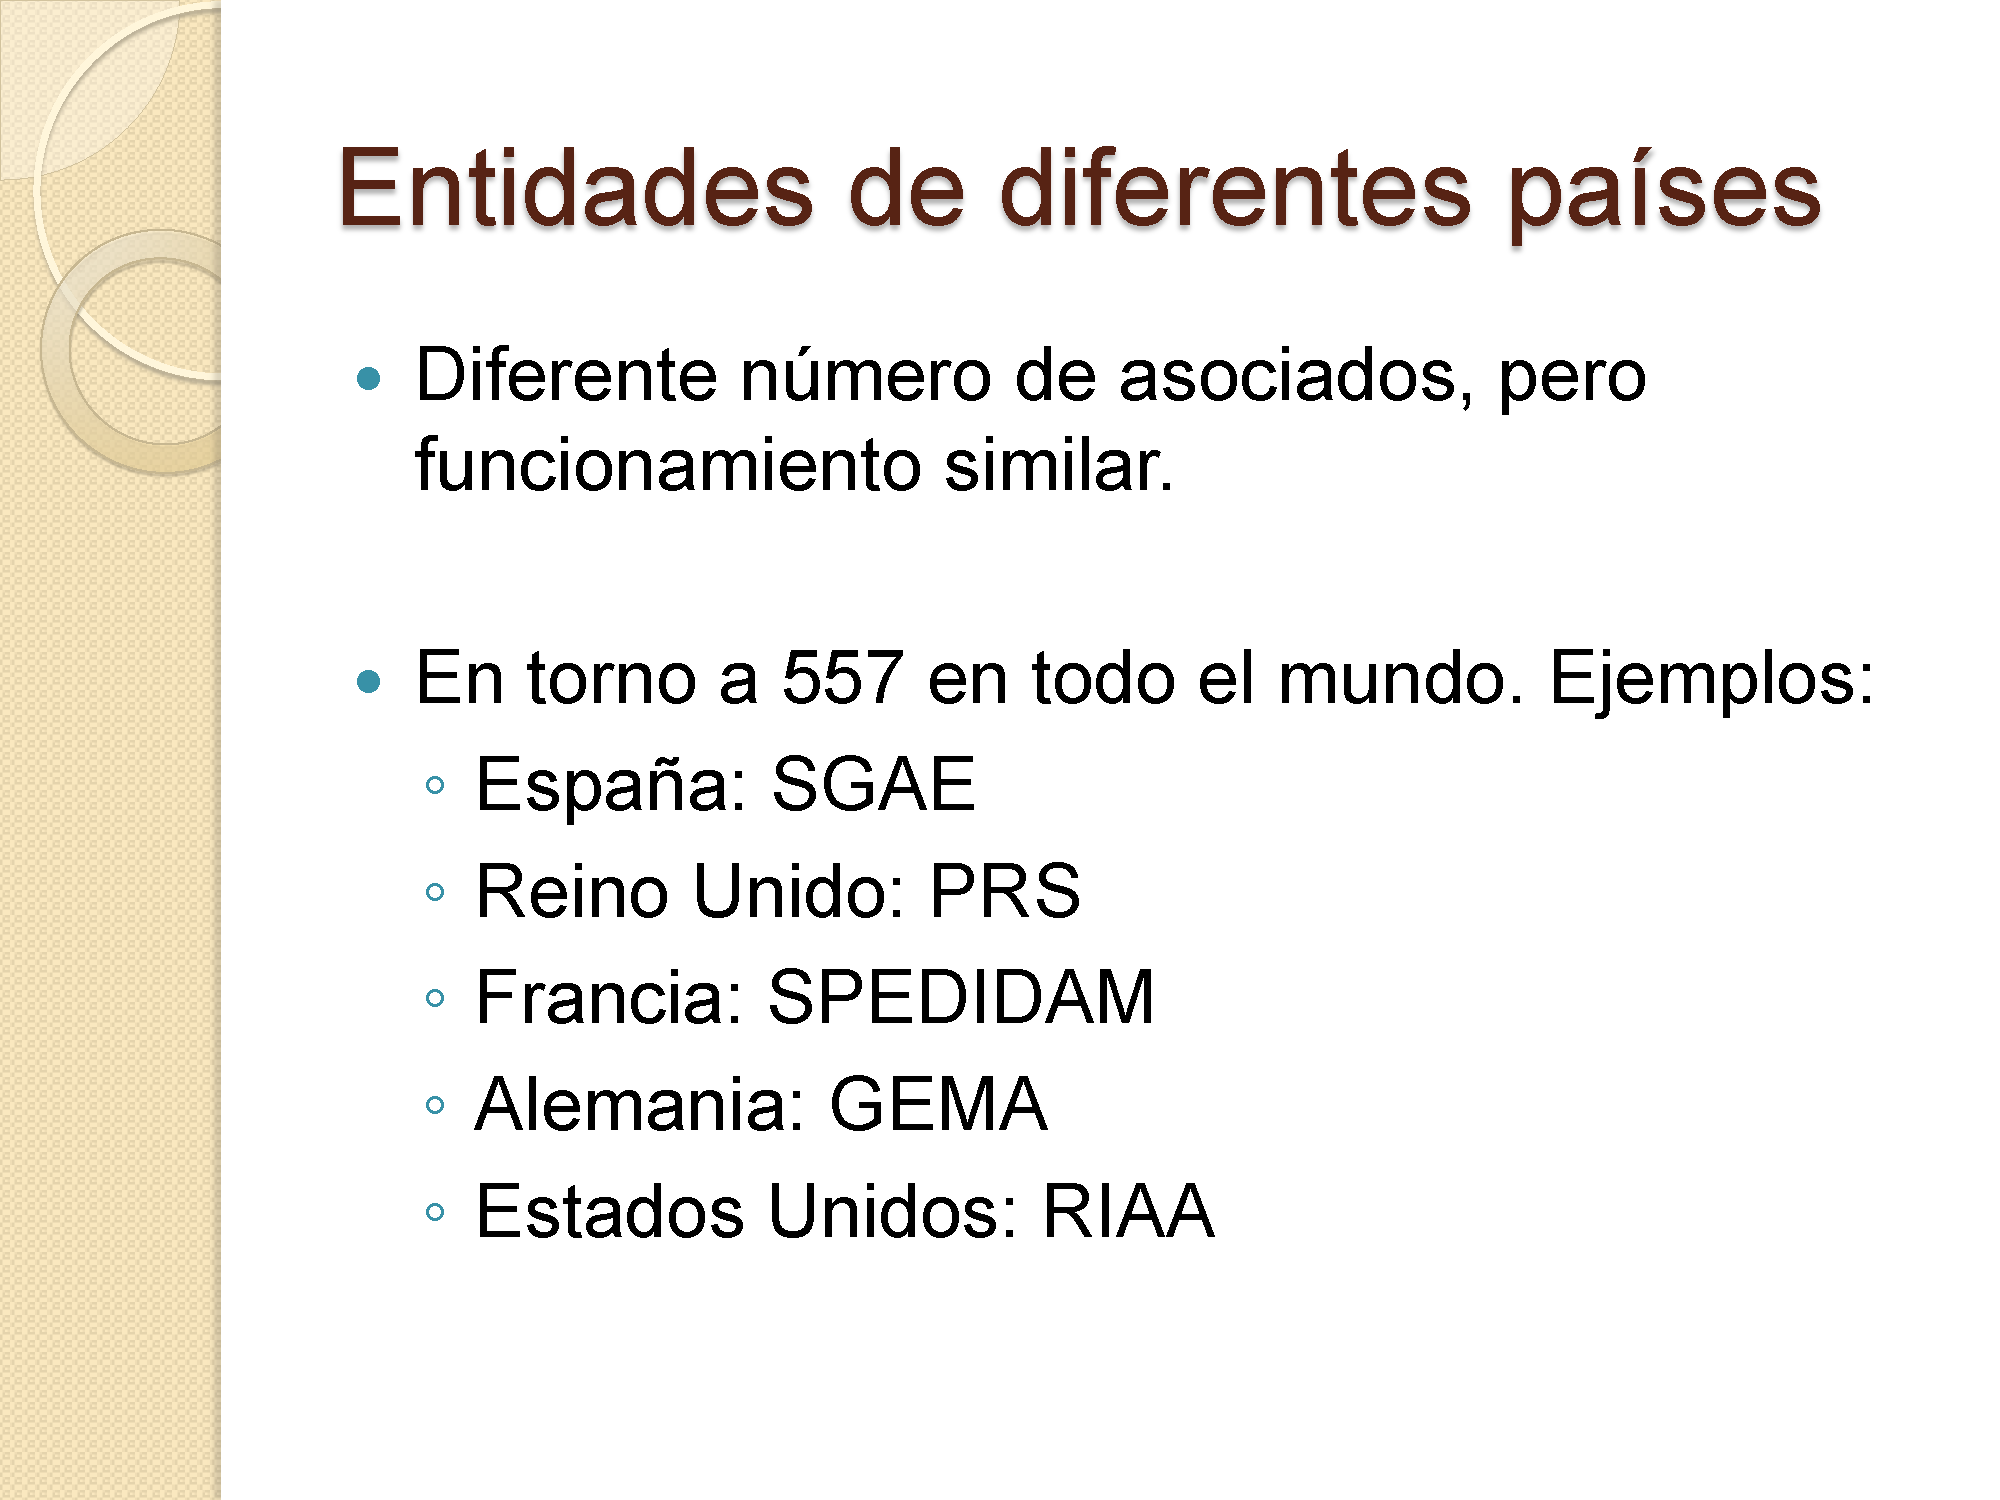 Entidades de diferentes países
• Diferente número de asociados, pero
funcionamiento similar.
• En torno a 557 en todo el mundo. Ejemplos:
◦ España: SGAE
◦ Reino Unido: PRS
◦ Francia: SPEDIDAM
◦ Alemania: GEMA
◦ Estados Unidos: RIAA